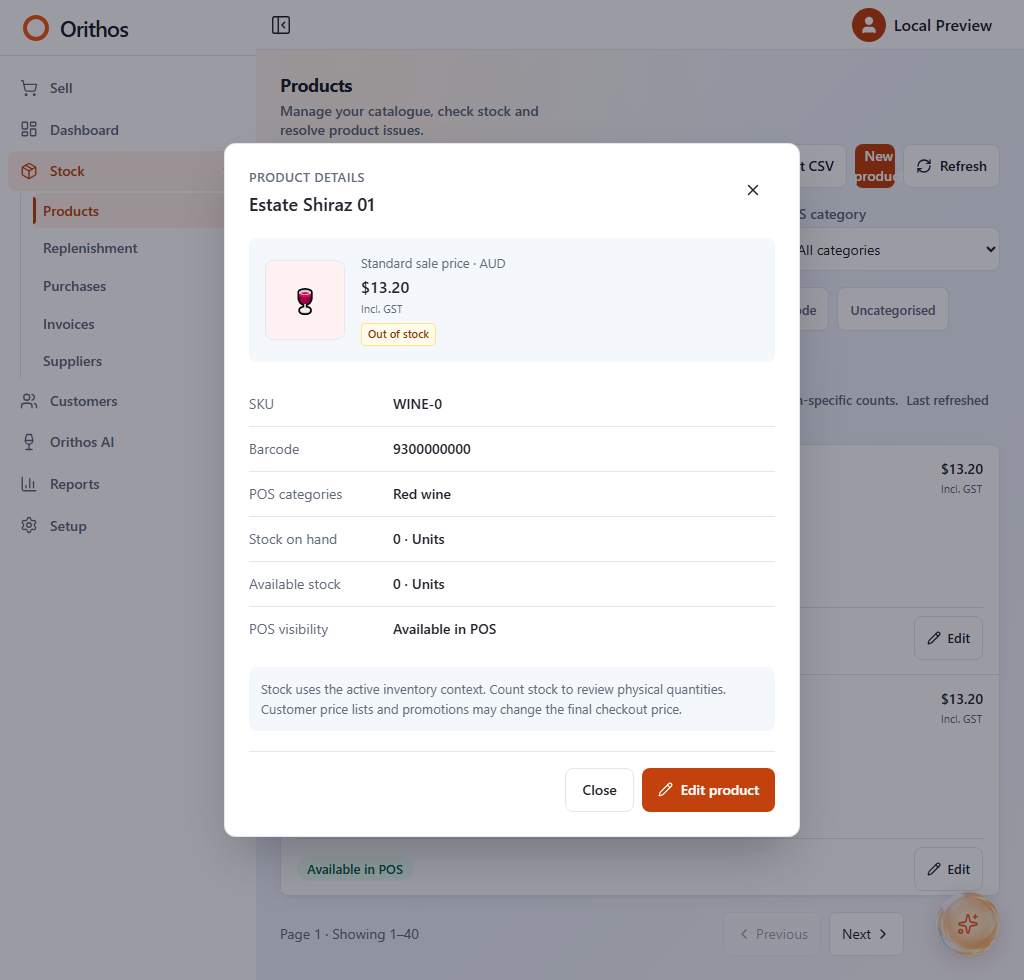 Orithos
Local Preview
Sell
Dashboard
Stock
Products
Replenishment
Purchases
Invoices
Suppliers
Customers
Orithos AI
Reports
Setup
Products
Manage your catalogue, check stock and
resolve product issues.
CSV
New
Refresh
category
All categories
Uncategorised
counts. Last refreshed
$13.20
Incl. GST
Edit
$13.20
Incl. GST
Available in POS
Edit
Page 1 · Showing 1–40
Previous
Next
PRODUCT DETAILS
Estate Shiraz 01
Standard sale price · AUD
$13.20
Incl. GST
Out of stock
SKU WINE-0
Barcode 9300000000
POS categories Red wine
Stock on hand 0 · Units
Available stock 0 · Units
POS visibility Available in POS
Stock uses the active inventory context. Count stock to review physical quantities.
Customer price lists and promotions may change the final checkout price.
Close
Edit product